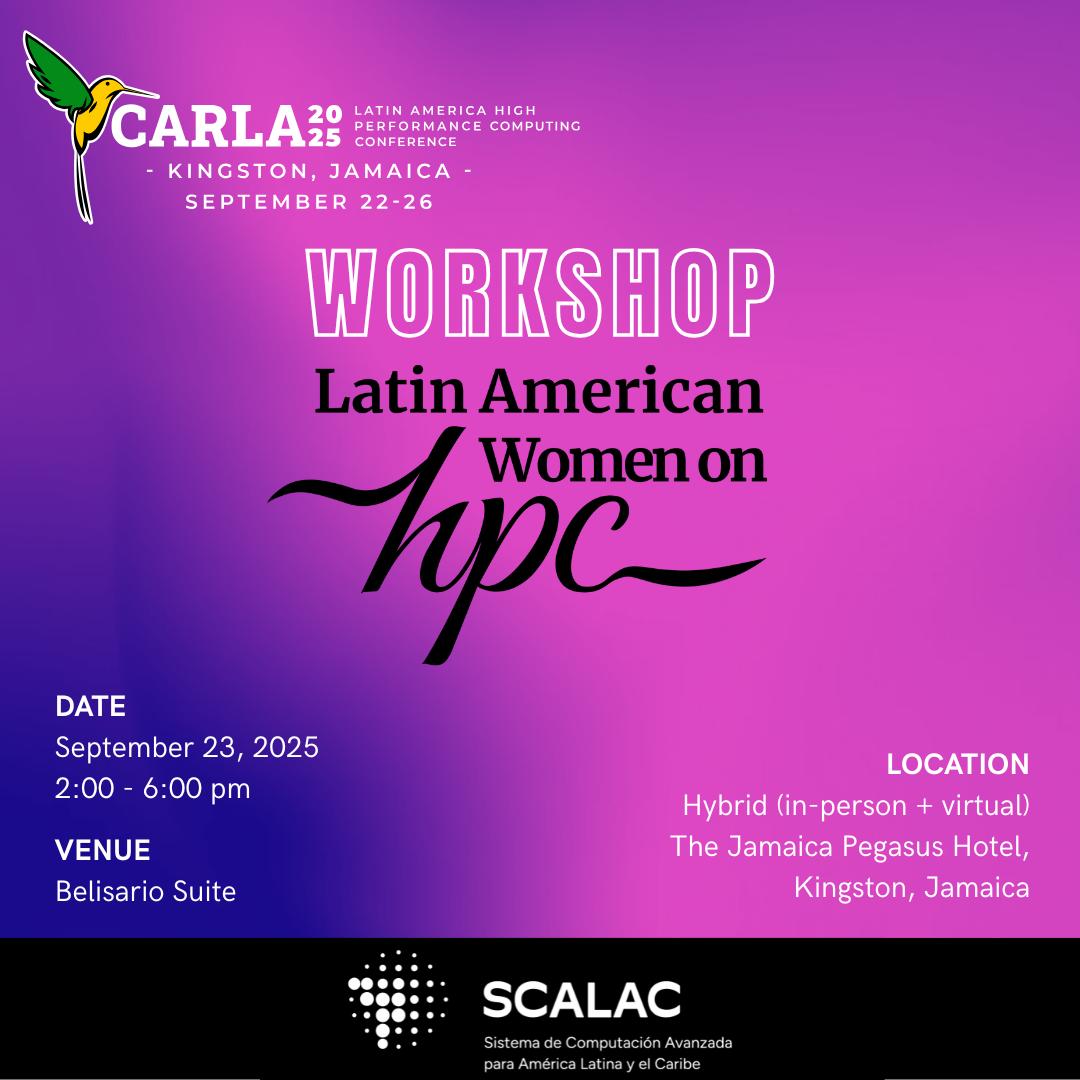 CARLA 2025
LATIN AMERICA HIGH
PERFORMANCE COMPUTING
CONFERENCE
- KINGSTON, JAMAICA -
SEPTEMBER 22-26
WORKSHOP
Latin American
Women on
hpc
DATE
September 23, 2025
2:00 - 6:00 pm
VENUE
Belisario Suite
LOCATION
Hybrid (in-person + virtual)
The Jamaica Pegasus Hotel,
Kingston, Jamaica
SCALAC
Sistema de Computación Avanzada
para América Latina y el Caribe